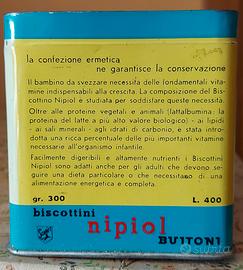 la confezione ermetica
ne garantisce la conservazione
Il bambino da svezzare necessita delle fondamentali vita-
mine indispensabili alla crescita. La composizione del Bis-
cottino Nipiol è studiata per soddisfare queste necessità.
Oltre alle proteine vegetali e animali (lattalbumina: la
proteina del latte a più alto valore biologico) - ai grassi -
- ai sali minerali - agli idrati di carbonio, è stata intro-
dotta una ricca percentuale delle più importanti vitamine
necessarie all'organismo infantile.
Facilmente digeribili e altamente nutrienti i Biscottini
Nipiol sono adatti anche per gli adulti che devono se-
guire una dieta particolare o che necessitano di una
alimentazione energetica e completa.
gr. 300 L. 400
biscottini
nipiol
BUITONI
subito